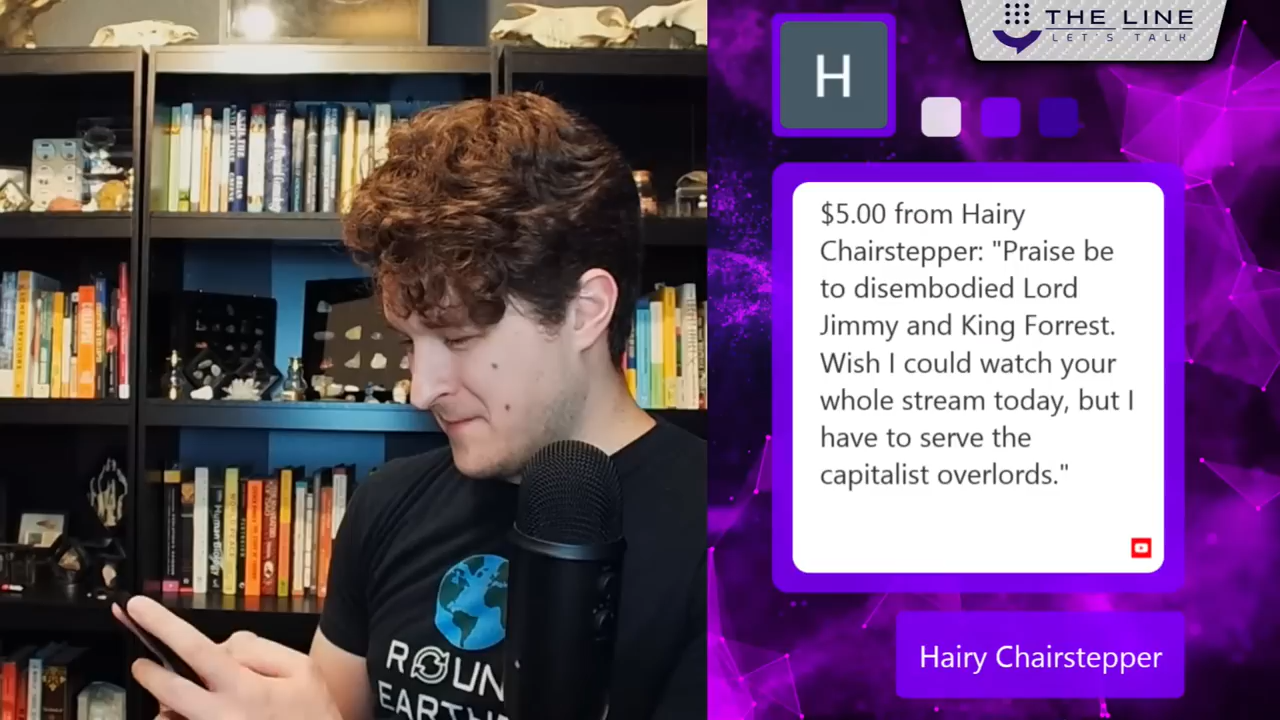 THE LINE
LET'S TALK
H
$5.00 from Hairy
Chairstepper: "Praise be
to disembodied Lord
Jimmy and King Forrest.
Wish I could watch your
whole stream today, but I
have to serve the
capitalist overlords."
Hairy Chairstepper
ROUN
EARTH